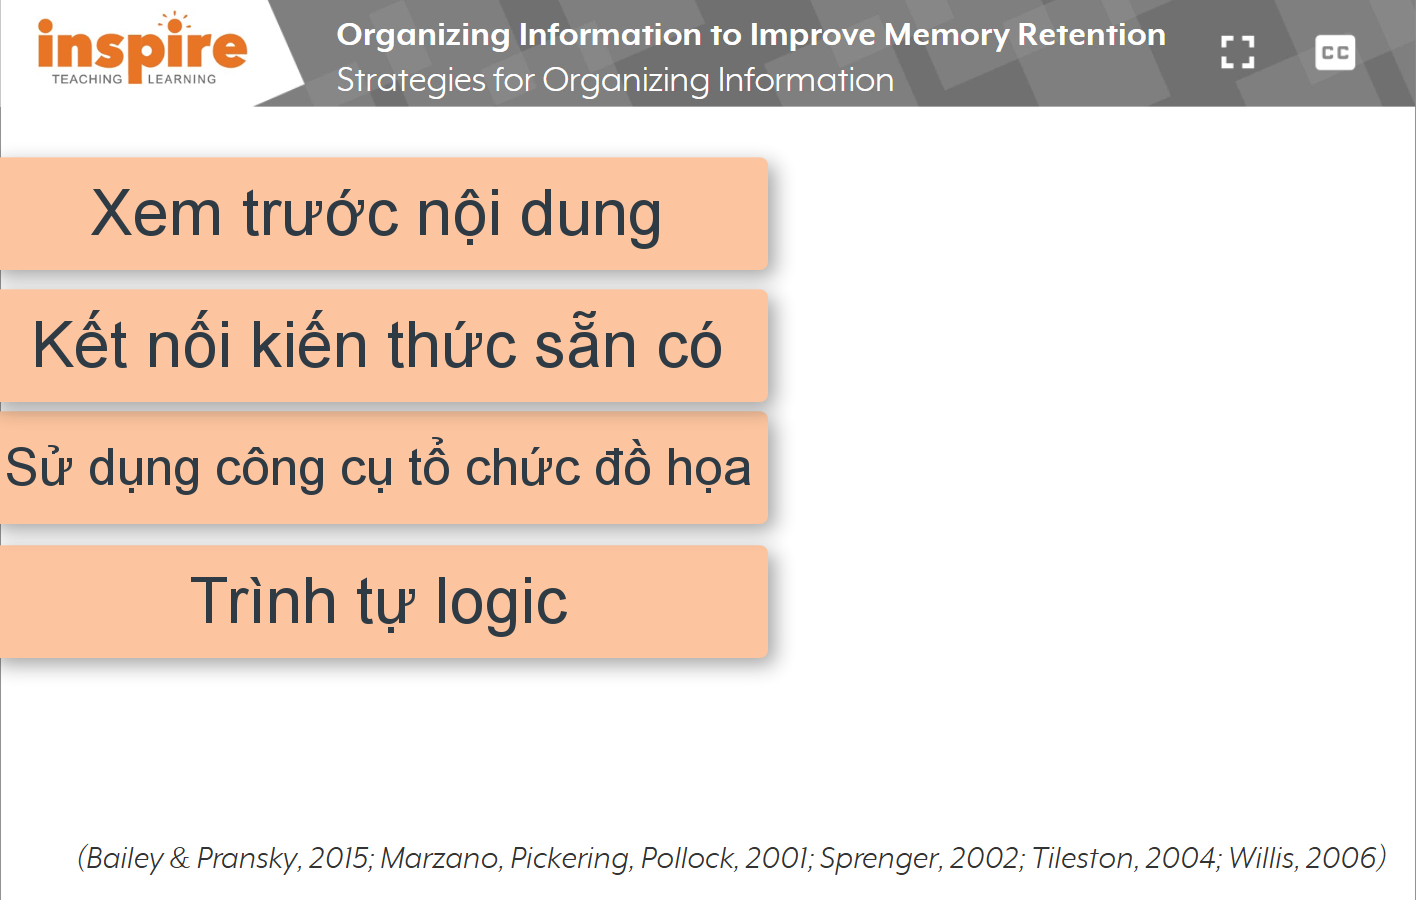 inspire
TEACHING LEARNING
Organizing Information to Improve Memory Retention
Strategies for Organizing Information
CC
Xem trước nội dung
Kết nối kiến thức sẵn có
Sử dụng công cụ tổ chức đồ họa
Trình tự logic
(Bailey & Pransky, 2015; Marzano, Pickering, Pollock, 2001; Sprenger, 2002; Tileston, 2004; Willis, 2006)